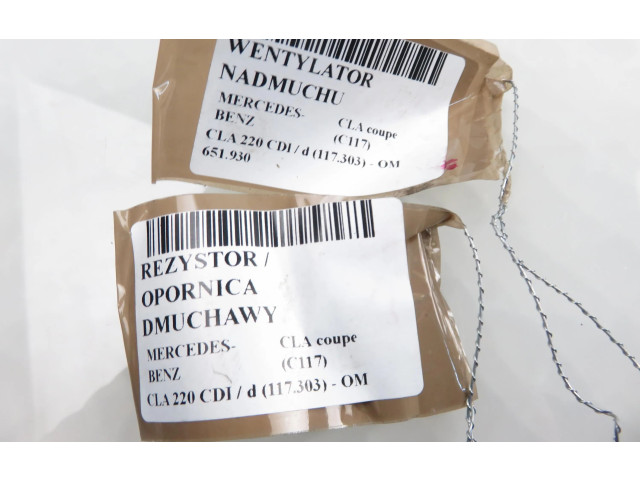 WENTYLATOR
NADMUCHU
MERCEDES-
BENZ
CLA coupe
(C117)
CLA 220 CDI / d (117.303) - OM
651.930
REZYSTOR /
OPORNICA
DMUCHAWY
MERCEDES-
BENZ
CLA coupe
(C117)
CLA 220 CDI / d (117.303) - OM